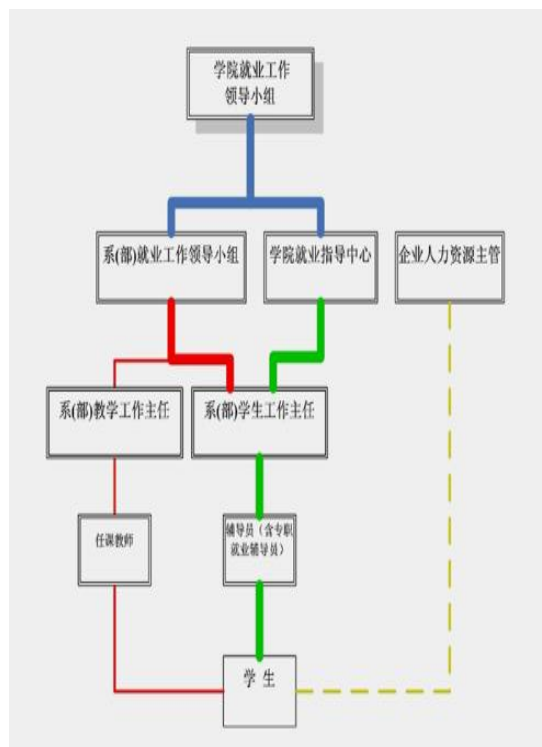 学院就业工作
领导小组
系(部)就业工作领导小组
学院就业指导中心
企业人力资源主管
系(部)教学工作主任
系(部)学生工作主任
任课教师
辅导员（含专职
就业辅导员）
学 生